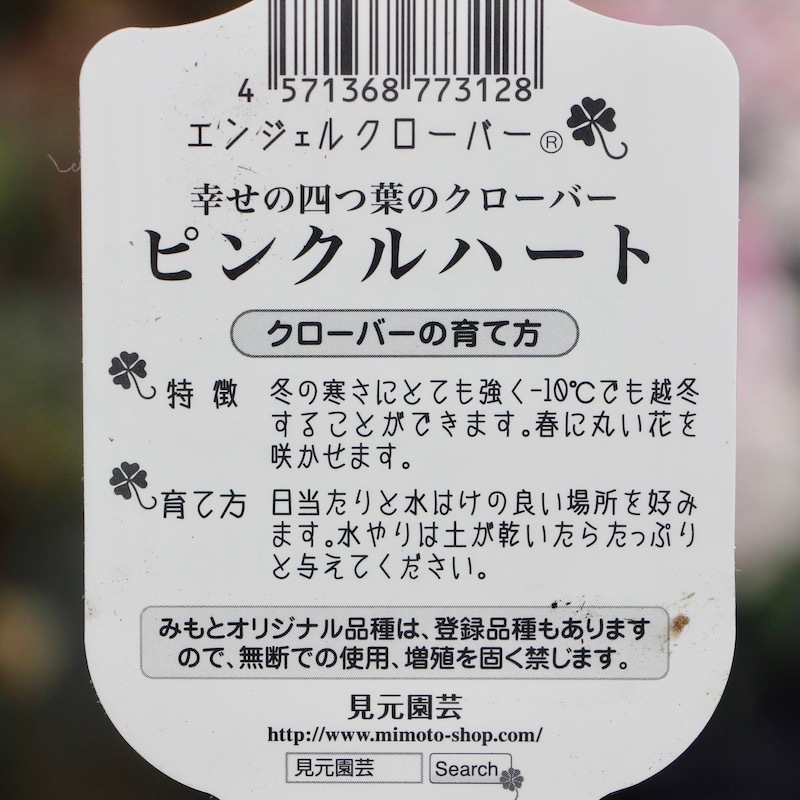 4 571368 773128
エンジェルクローバー®
幸せの四つ葉のクローバー
ピンクルハート
クローバーの育て方
特徴 冬の寒さにとても強く-10℃でも越冬
することができます。春に丸い花を
咲かせます。
育て方 日当たりと水はけの良い場所を好み
ます。水やりは土が乾いたらたっぷり
と与えてください。
みもとオリジナル品種は、登録品種もあります
ので、無断での使用、増殖を固く禁じます。
見元園芸
http://www.mimoto-shop.com/
見元園芸 Search